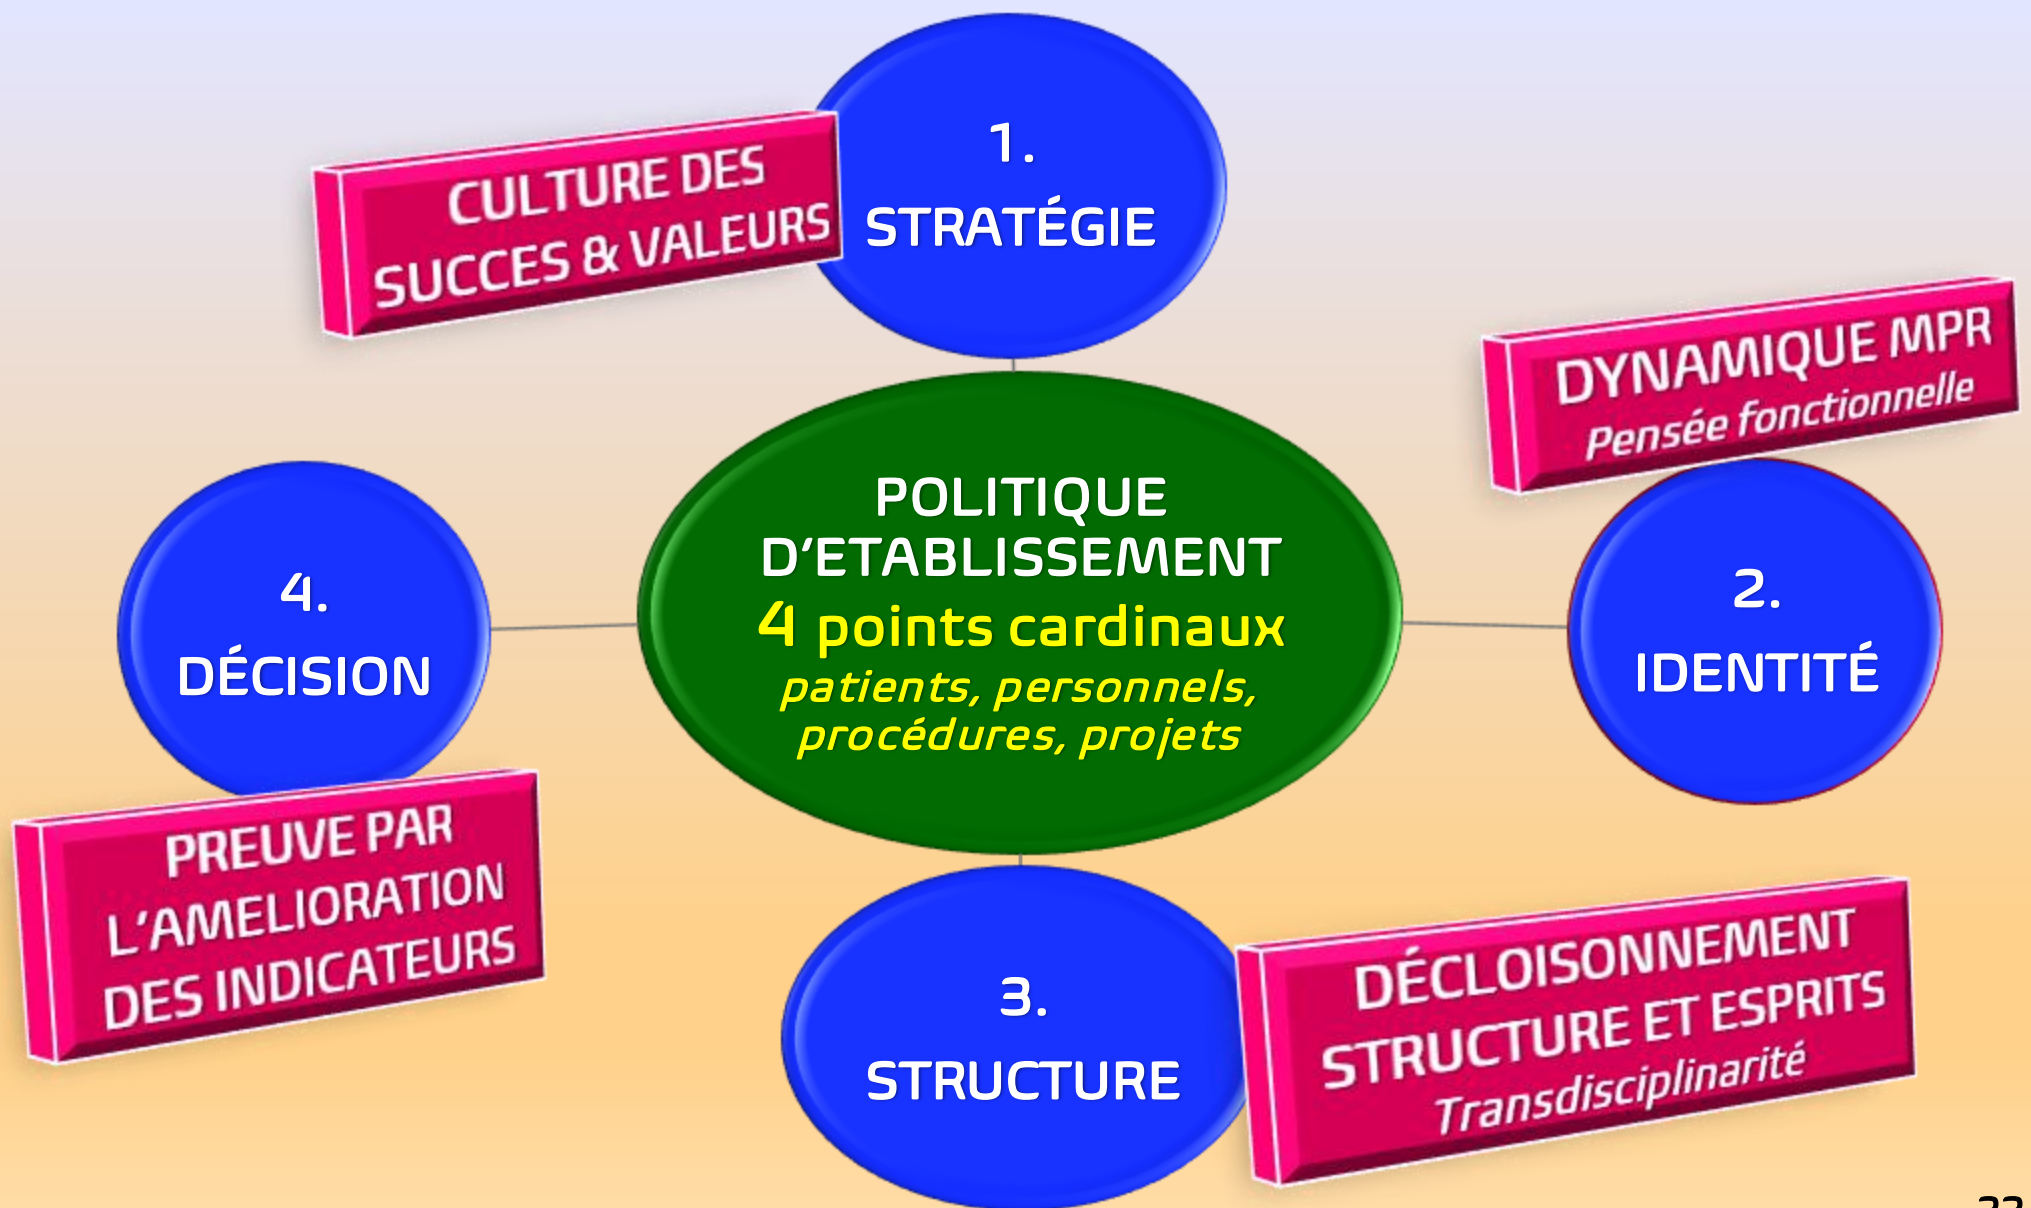 1.
STRATÉGIE
CULTURE DES
SUCCES & VALEURS
DYNAMIQUE MPR
Pensée fonctionnelle
2.
IDENTITÉ
POLITIQUE
D’ETABLISSEMENT
4 points cardinaux
patients, personnels,
procédures, projets
4.
DÉCISION
PREUVE PAR
L’AMELIORATION
DES INDICATEURS
3.
STRUCTURE
DÉCLOISONNEMENT
STRUCTURE ET ESPRITS
Transdisciplinarité